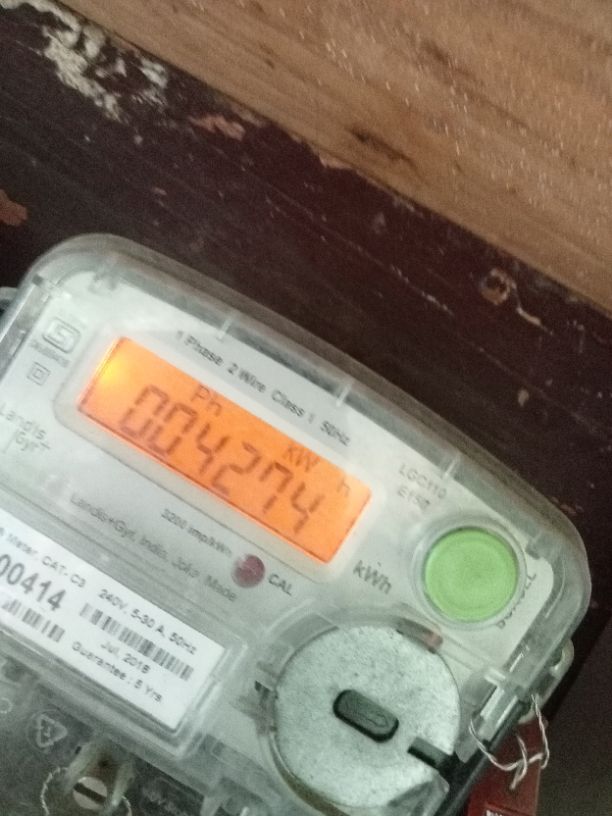 1 Phase 2 Wire Class 1 50Hz
Ph kW h
004274
Landis
Gyr+
LGC110
3200 imp/kWh
CAL
kWh
Landis+Gyr, India, Joka, Made
Meter CAT- C3
00414
240V, 5-30 A, 50Hz
Jul, 2018
Guarantee : 5 Yrs